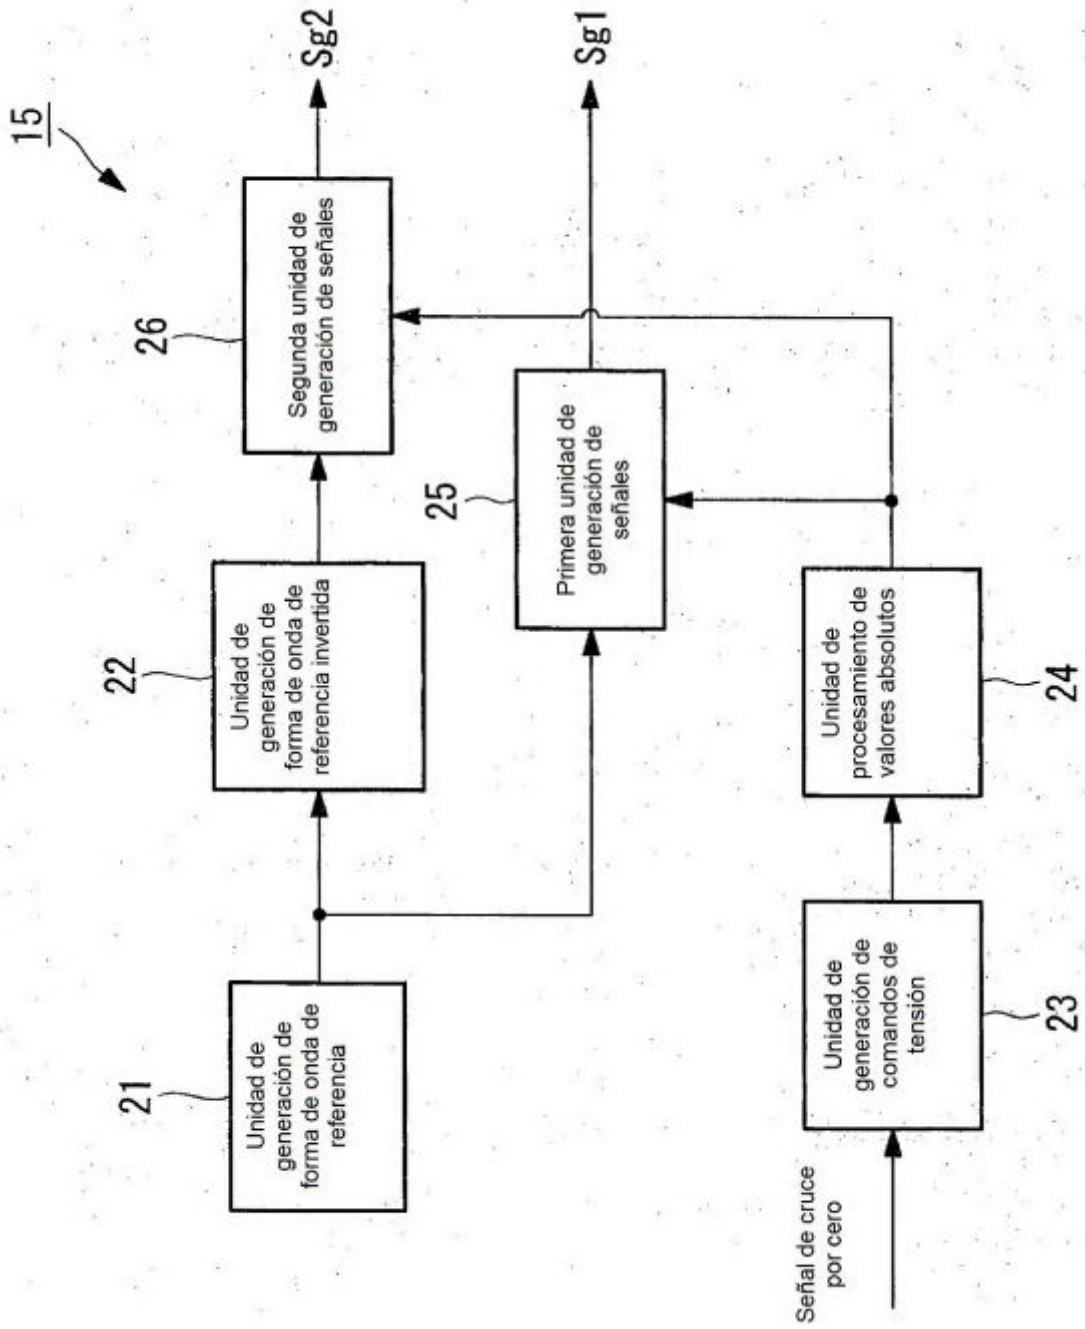 15
21
Unidad de
generación de
forma de onda de
referencia
22
Unidad de
generación de
forma de onda de
referencia invertida
26
Segunda unidad de
generación de señales
Sg2
25
Primera unidad de
generación de
señales
Sg1
Señal de cruce
por cero
Unidad de
generación de
comandos de
tensión
23
Unidad de
procesamiento de
valores absolutos
24